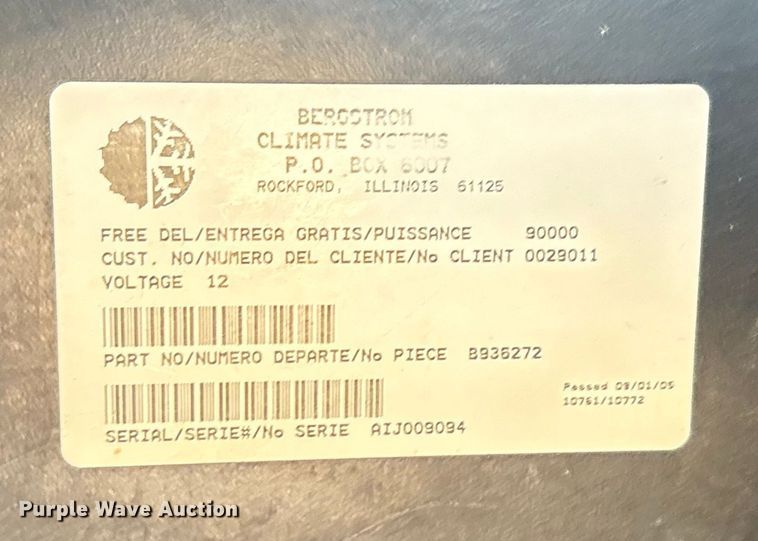 BERGSTROM
CLIMATE SYSTEMS
P.O. BOX 6007
ROCKFORD, ILLINOIS 61125
FREE DEL/ENTREGA GRATIS/PUISSANCE 90000
CUST. NO/NUMERO DEL CLIENTE/No CLIENT 0029011
VOLTAGE 12
PART NO/NUMERO DEPARTE/No PIECE B936272
Passed 09/01/05
10761/10772
SERIAL/SERIE#/No SERIE AIJ009094
Purple Wave Auction